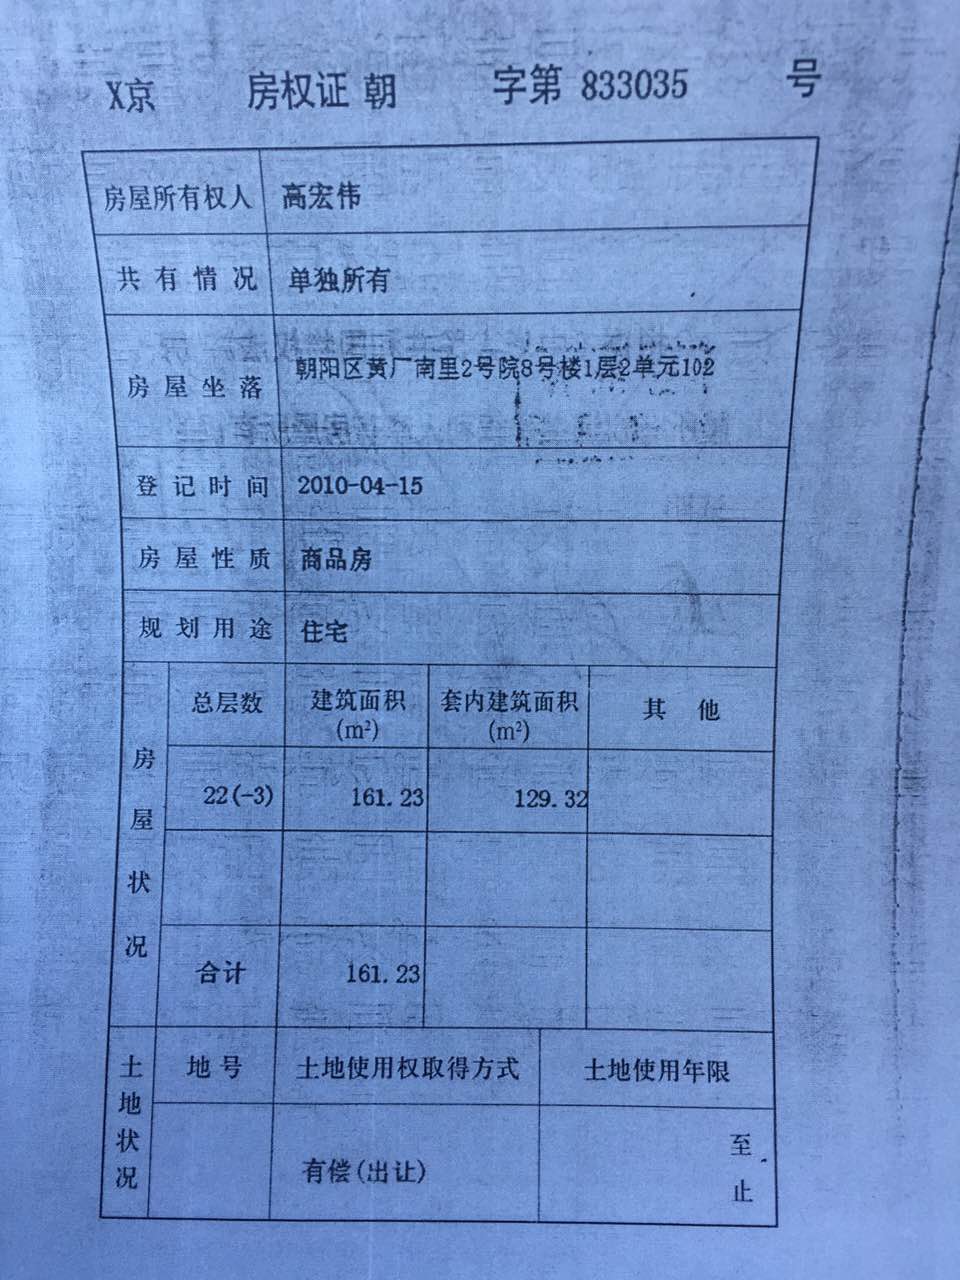 X京 房权证 朝 字第 833035 号
房屋所有权人 高宏伟
共有情况 单独所有
房屋坐落 朝阳区黄厂南里2号院8号楼1层2单元102
登记时间 2010-04-15
房屋性质 商品房
规划用途 住宅
房屋状况
总层数 建筑面积(m²) 套内建筑面积(m²) 其他
22(-3) 161.23 129.32
合计 161.23
土地状况
地号 土地使用权取得方式 土地使用年限
有偿(出让) 至
止